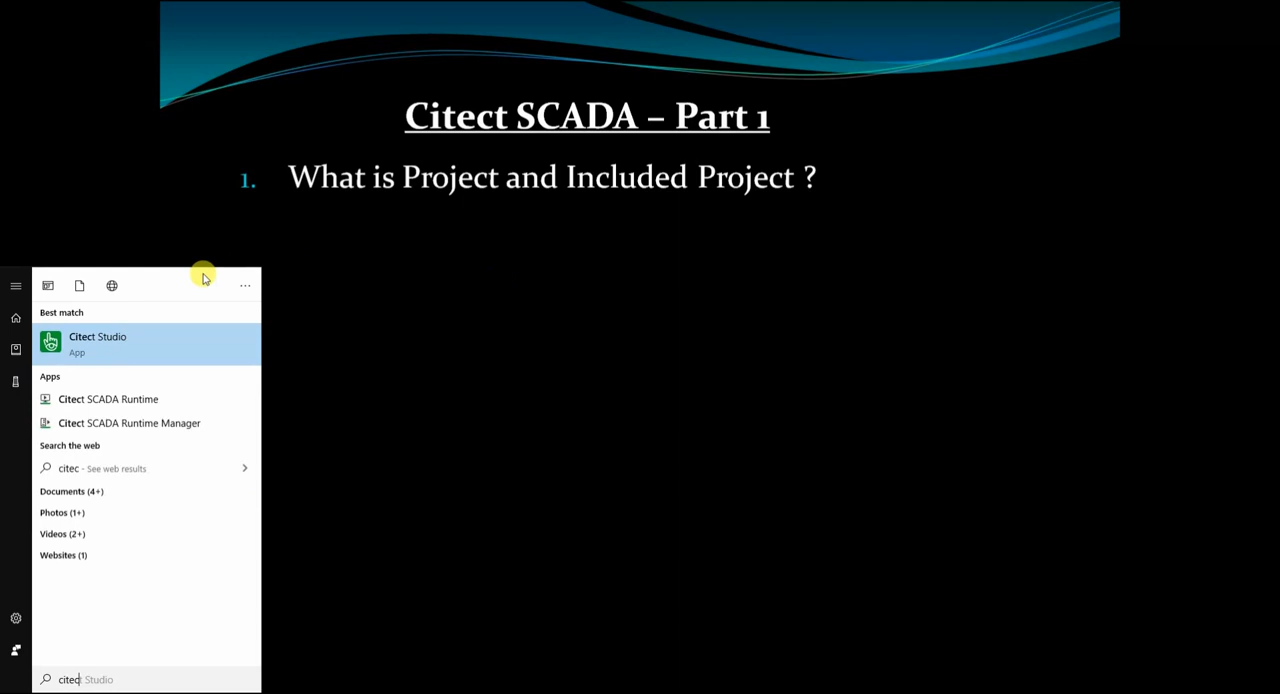 Citect SCADA – Part 1
1. What is Project and Included Project ?
Best match
Citect Studio
App
Apps
Citect SCADA Runtime
Citect SCADA Runtime Manager
Search the web
citec - See web results
Documents (4+)
Photos (1+)
Videos (2+)
Websites (1)
citect Studio